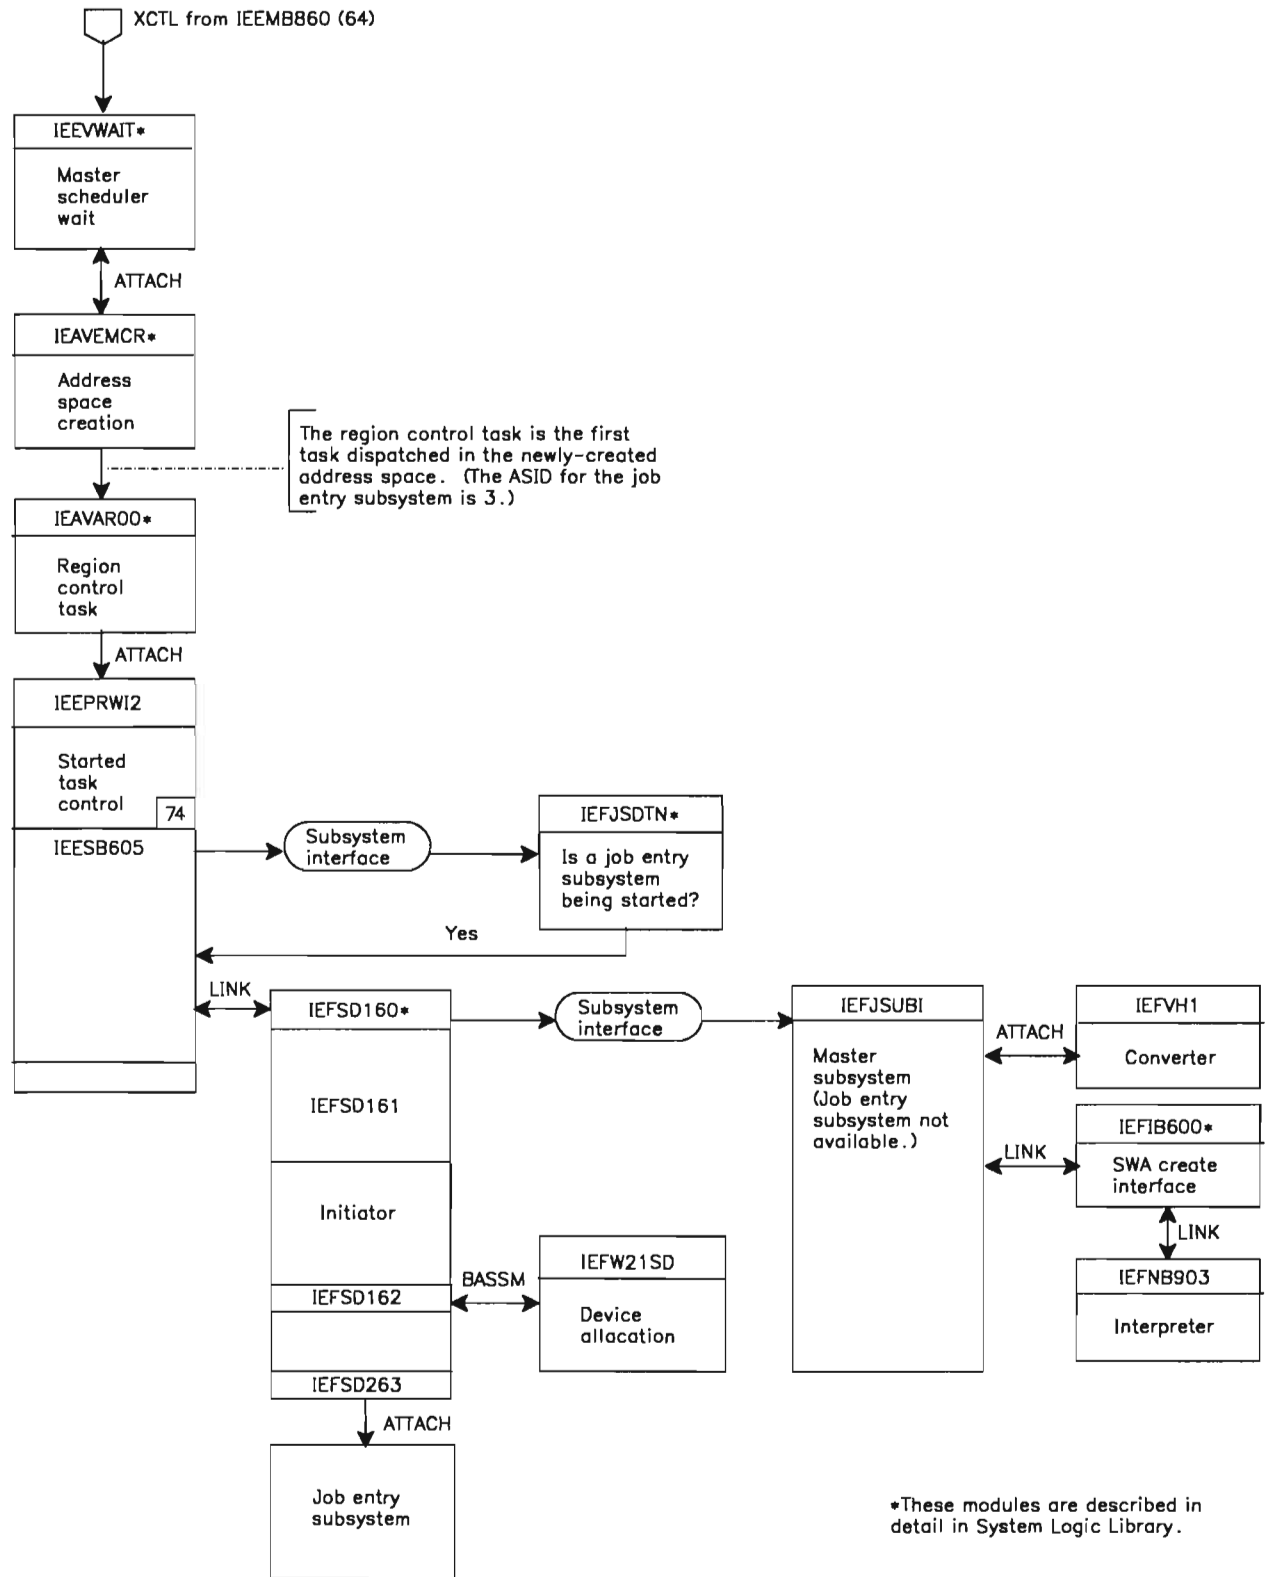 XCTL from IEEMB860 (64)
IEEVWAIT*
Master
scheduler
wait
ATTACH
IEAVEMCR*
Address
space
creation
The region control task is the first
task dispatched in the newly-created
address space. (The ASID for the job
entry subsystem is 3.)
IEAVAR00*
Region
control
task
ATTACH
IEEPRWI2
Started
task
control
74
IEESB605
Subsystem
interface
IEFJSDTN*
Is a job entry
subsystem
being started?
Yes
LINK
IEFSD160*
IEFSD161
Initiator
IEFSD162
IEFSD263
Subsystem
interface
IEFJSUBI
Master
subsystem
(Job entry
subsystem not
available.)
ATTACH
IEFVH1
Converter
LINK
IEFIB600*
SWA create
interface
LINK
IEFNB903
Interpreter
BASSM
IEFW21SD
Device
allacation
ATTACH
Job entry
subsystem
*These modules are described in
detail in System Logic Library.